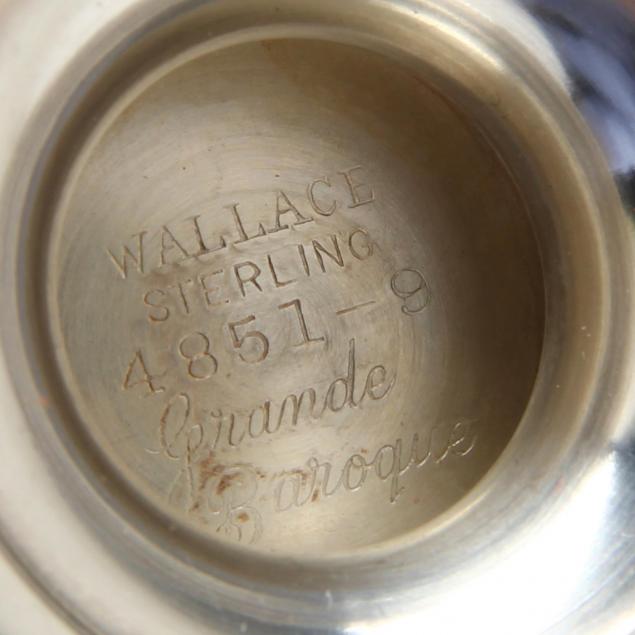 WALLACE
STERLING
4851-9
Grande
Baroque